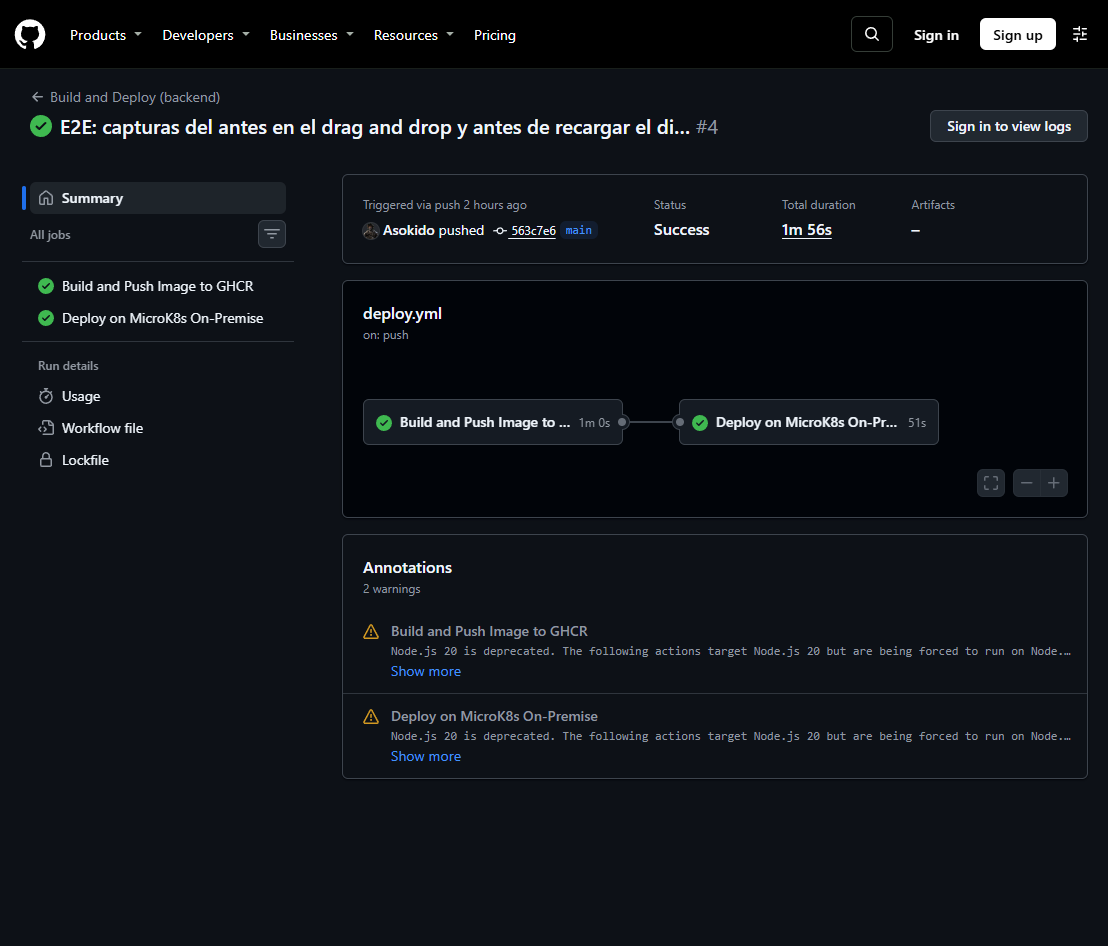 Products Developers Businesses Resources Pricing Sign in Sign up
Build and Deploy (backend)
E2E: capturas del antes en el drag and drop y antes de recargar el di... #4
Sign in to view logs
Summary
All jobs
Build and Push Image to GHCR
Deploy on MicroK8s On-Premise
Run details
Usage
Workflow file
Lockfile
Triggered via push 2 hours ago
Asokido pushed 563c7e6 main
Status
Success
Total duration
1m 56s
Artifacts
–
deploy.yml
on: push
Build and Push Image to ... 1m 0s
Deploy on MicroK8s On-Pr... 51s
Annotations
2 warnings
Build and Push Image to GHCR
Node.js 20 is deprecated. The following actions target Node.js 20 but are being forced to run on Node.…
Show more
Deploy on MicroK8s On-Premise
Node.js 20 is deprecated. The following actions target Node.js 20 but are being forced to run on Node.…
Show more